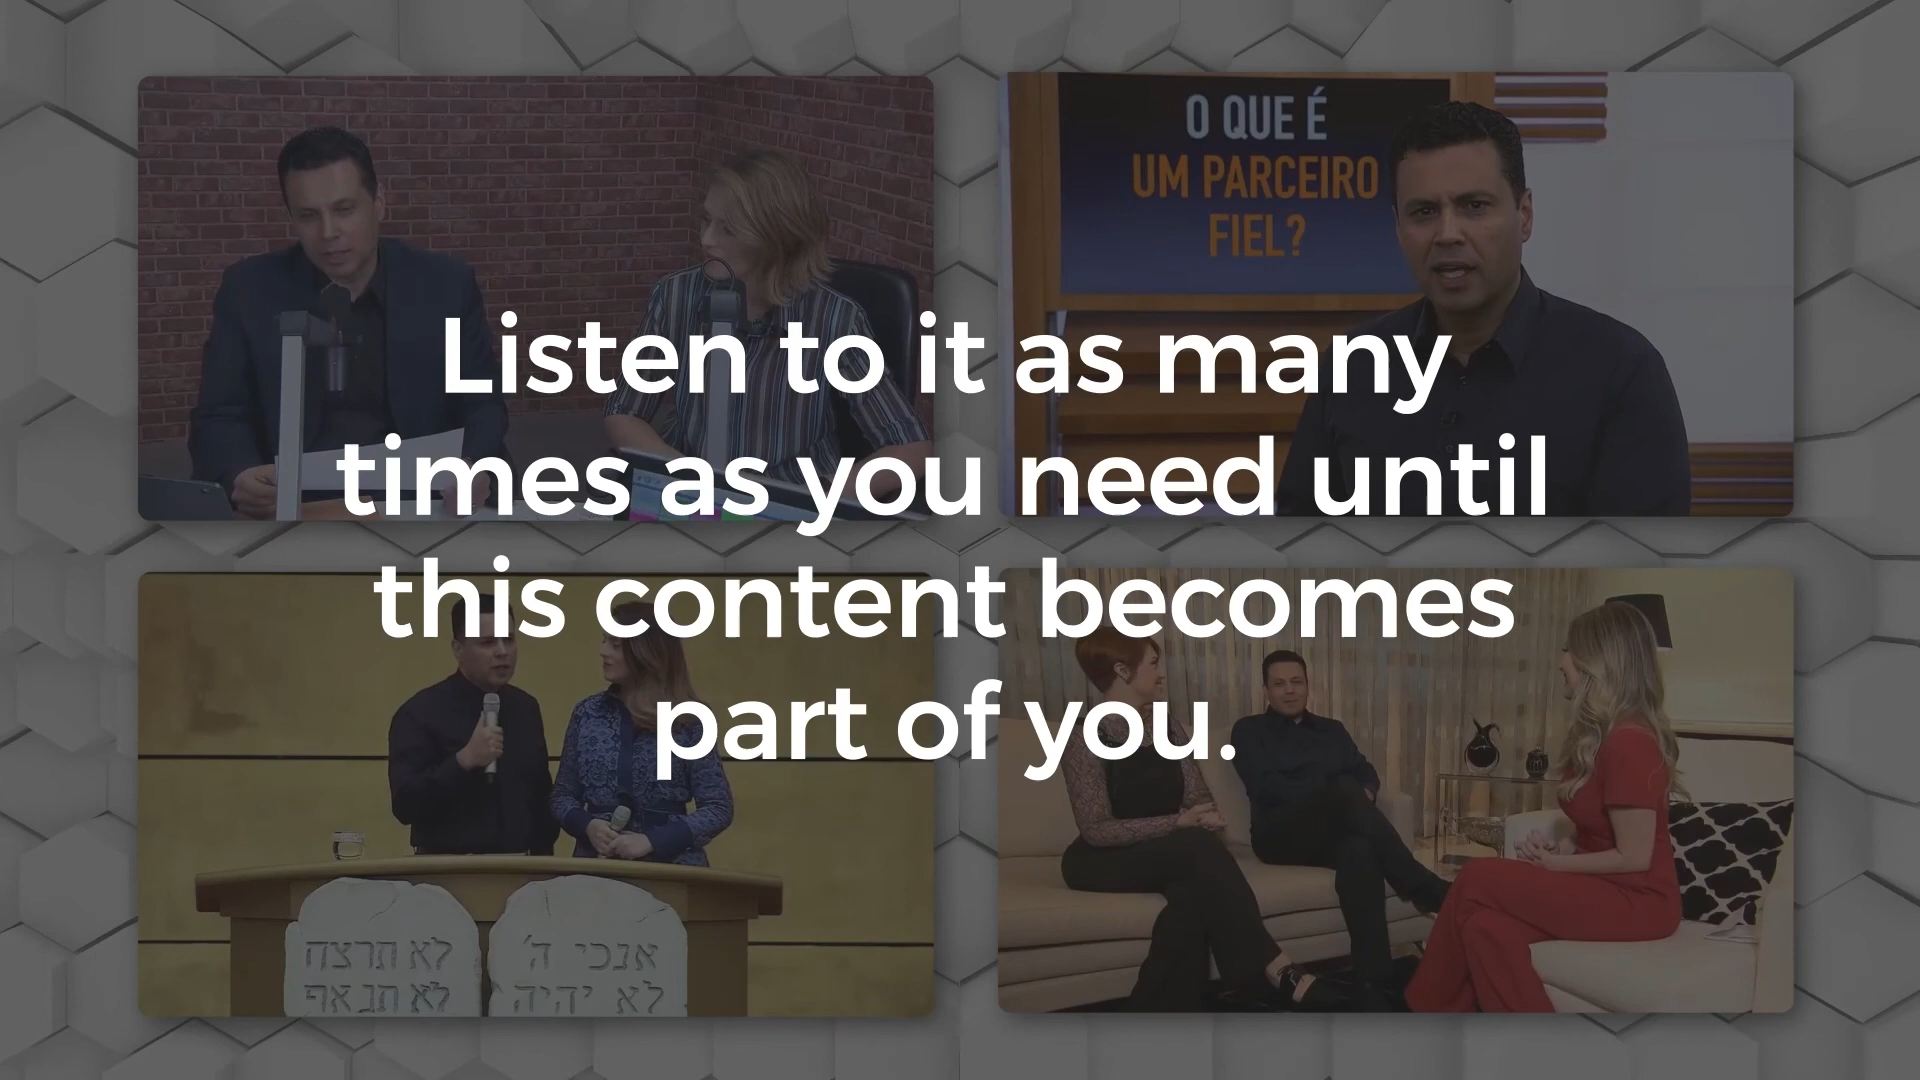 O QUE É
UM PARCEIRO
FIEL?
Listen to it as many
times as you need until
this content becomes
part of you.
אנכי ה'
לא יהיה
לא תרצח
לא תנאף